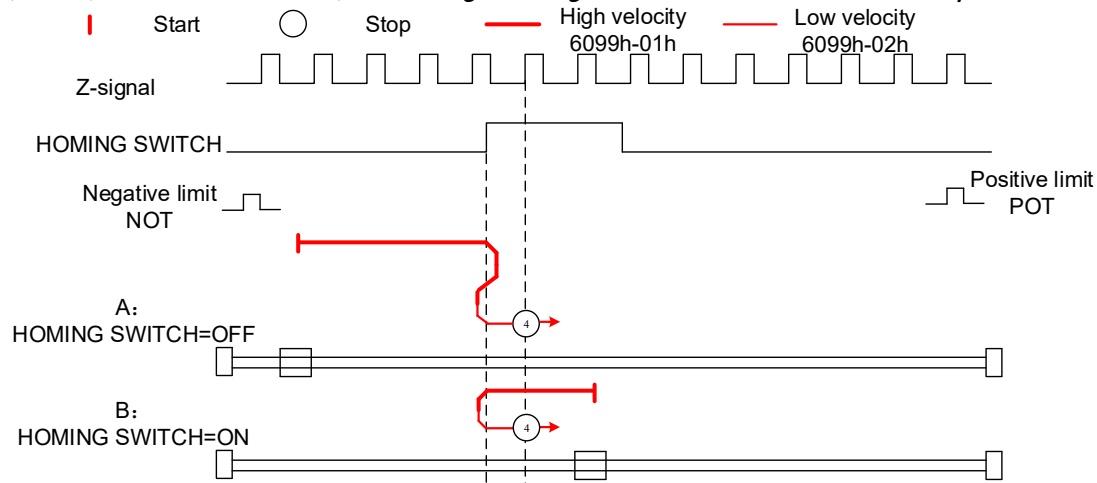 Start
Stop
High velocity
6099h-01h
Low velocity
6099h-02h
Z-signal
HOMING SWITCH
Negative limit
NOT
Positive limit
POT
A：
HOMING SWITCH=OFF
4
B：
HOMING SWITCH=ON
4